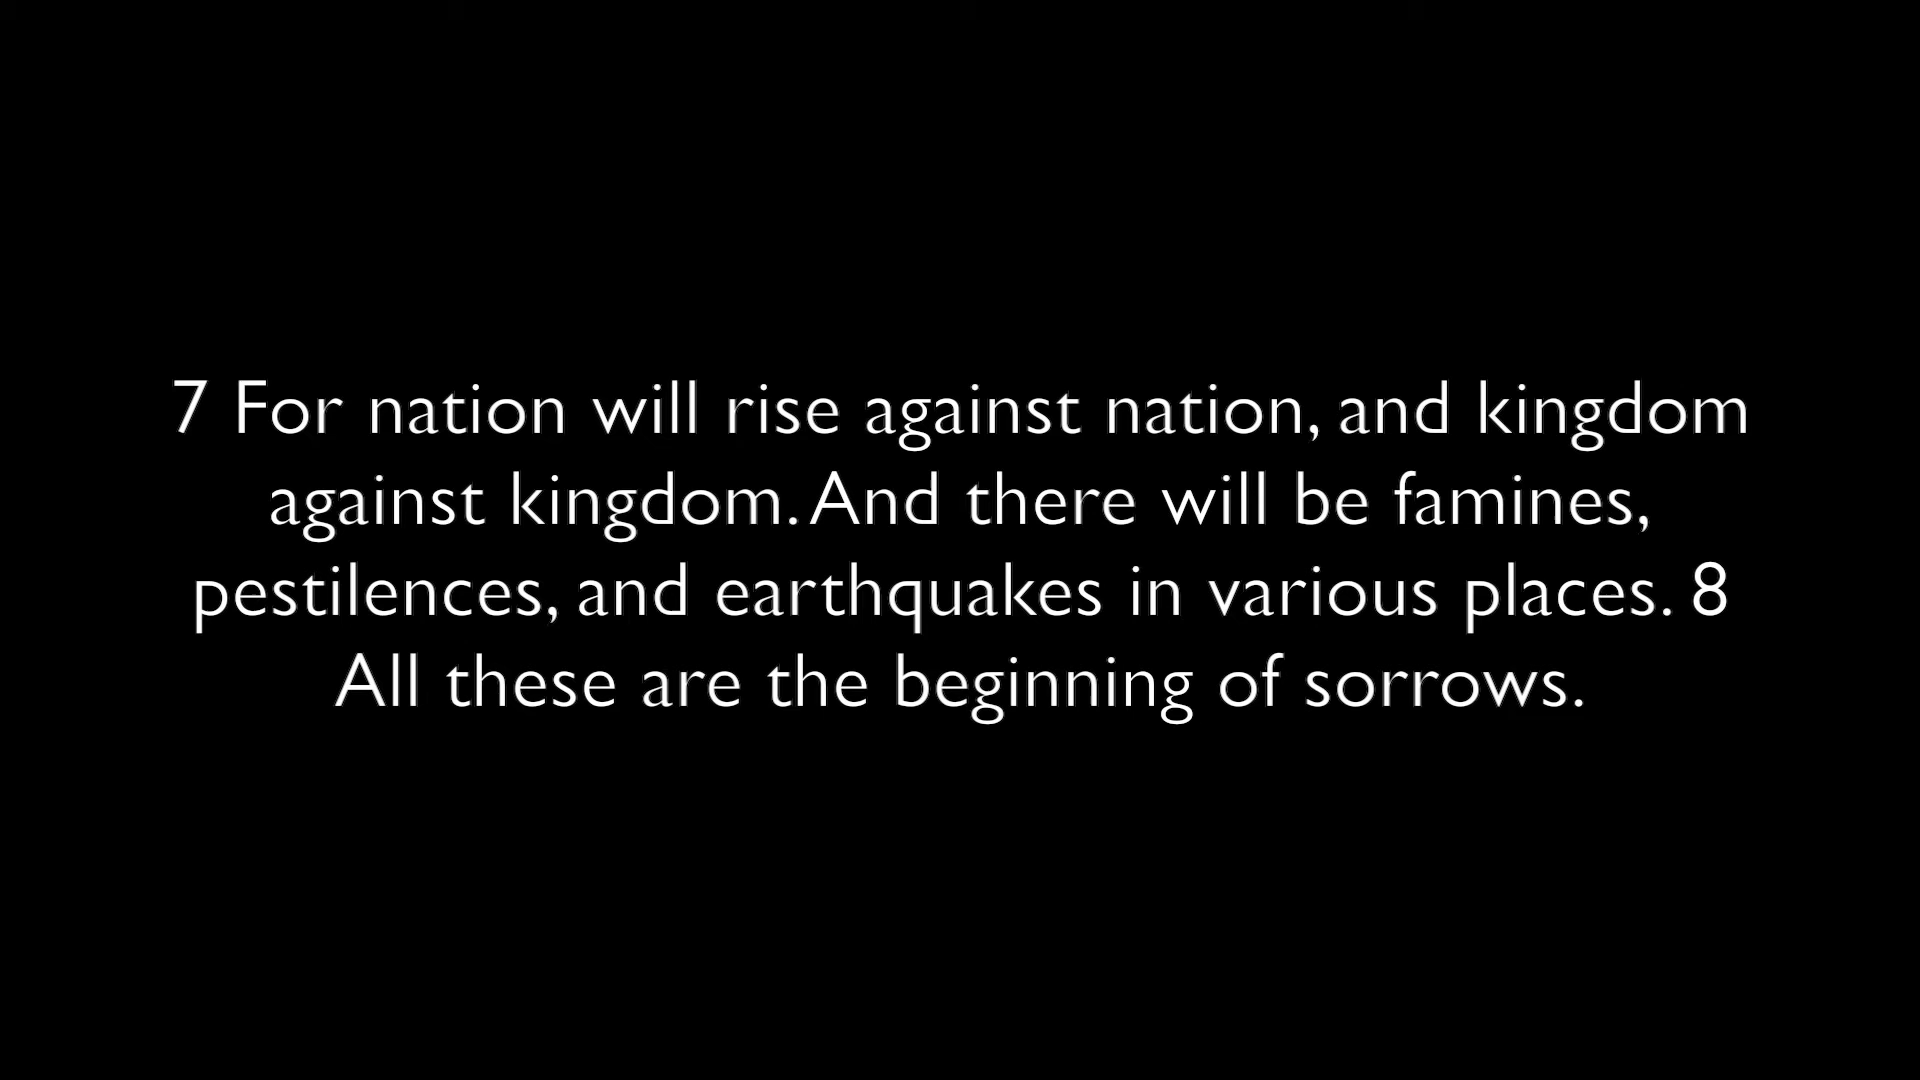 7 For nation will rise against nation, and kingdom
against kingdom. And there will be famines,
pestilences, and earthquakes in various places. 8
All these are the beginning of sorrows.